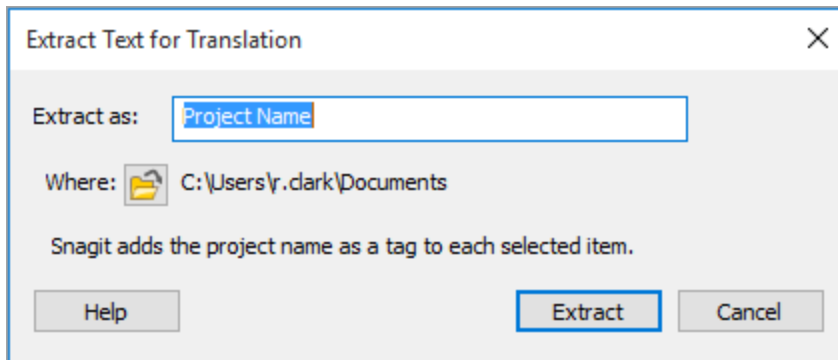 Extract Text for Translation
Extract as: Project Name
Where: C:\Users\r.clark\Documents
Snagit adds the project name as a tag to each selected item.
Help Extract Cancel